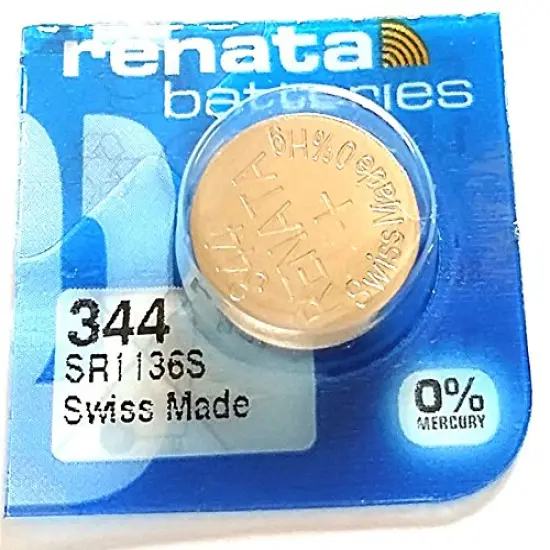 renata
batteries
0%Hg
Swiss Made
RENATA
+
344
SR1136S
Swiss Made
0%
MERCURY